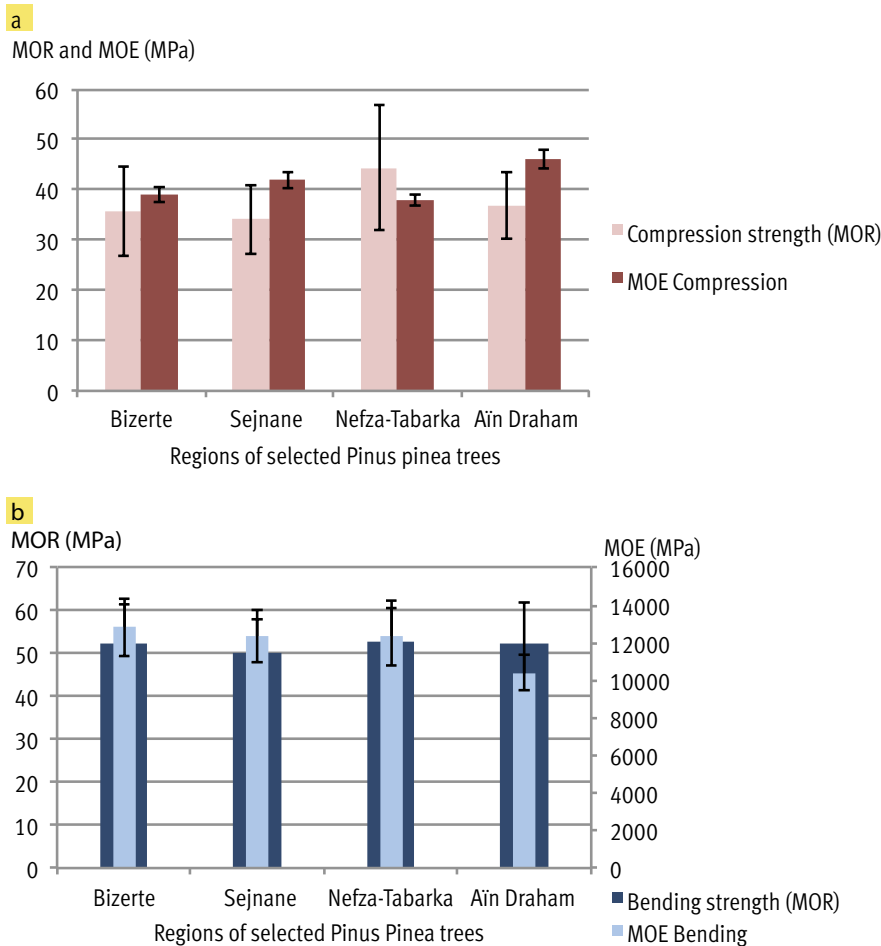 a
MOR and MOE (MPa)
60
50
40
30
20
10
0
Bizerte Sejnane Nefza-Tabarka Aïn Draham
Regions of selected Pinus pinea trees
Compression strength (MOR)
MOE Compression
b
MOR (MPa) MOE (MPa)
70 16000
60 14000
50 12000
40 10000
30 8000
20 6000
10 4000
0 2000
0
Bizerte Sejnane Nefza-Tabarka Aïn Draham
Regions of selected Pinus Pinea trees
Bending strength (MOR)
MOE Bending